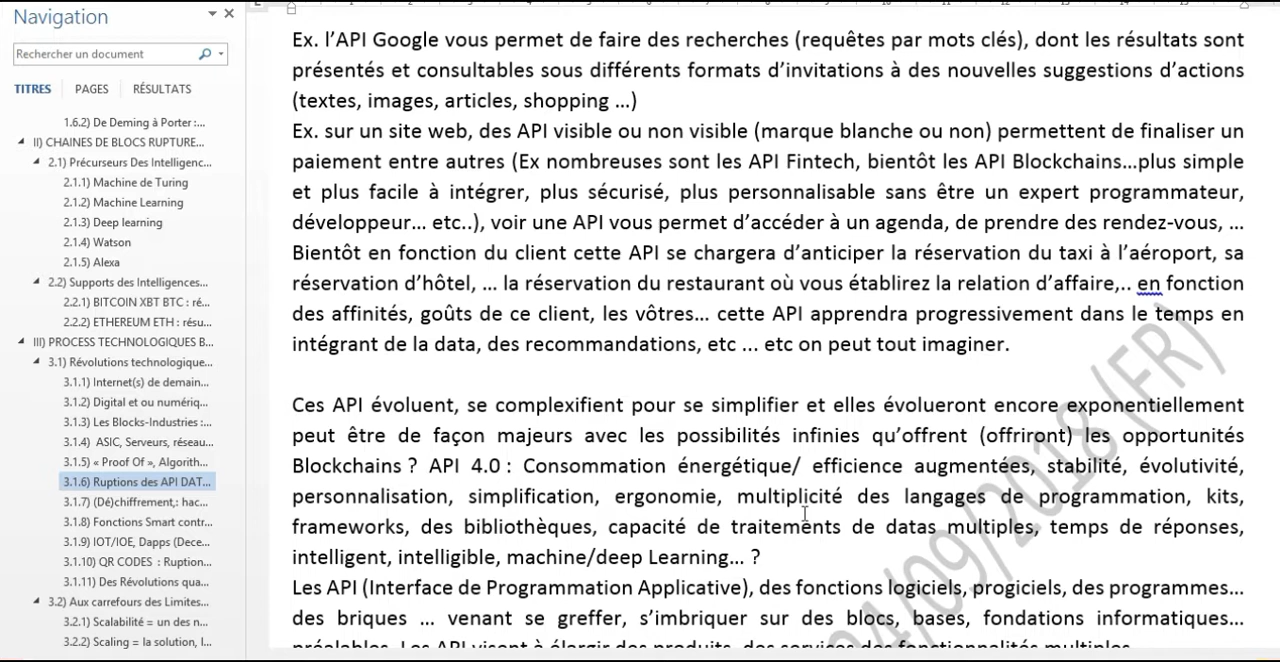 Navigation
Rechercher un document
TITRES PAGES RÉSULTATS
1.6.2) De Deming à Porter :...
II) CHAINES DE BLOCS RUPTURE...
2.1) Précurseurs Des Intelligenc...
2.1.1) Machine de Turing
2.1.2) Machine Learning
2.1.3) Deep learning
2.1.4) Watson
2.1.5) Alexa
2.2) Supports des Intelligences...
2.2.1) BITCOIN XBT BTC : ré...
2.2.2) ETHEREUM ETH : résu...
III) PROCESS TECHNOLOGIQUES B...
3.1) Révolutions technologique...
3.1.1) Internet(s) de demain...
3.1.2) Digital et ou numériq...
3.1.3) Les Blocks-Industries :...
3.1.4) ASIC, Serveurs, réseau...
3.1.5) « Proof Of », Algorith...
3.1.6) Ruptions des API DAT...
3.1.7) (Dé)chiffrement,: hac...
3.1.8) Fonctions Smart contr...
3.1.9) IOT/IOE, Dapps (Dece...
3.1.10) QR CODES : Ruption...
3.1.11) Des Révolutions qua...
3.2) Aux carrefours des Limites...
3.2.1) Scalabilité = un des n...
3.2.2) Scaling = la solution, l...
Ex. l’API Google vous permet de faire des recherches (requêtes par mots clés), dont les résultats sont
présentés et consultables sous différents formats d’invitations à des nouvelles suggestions d’actions
(textes, images, articles, shopping ...)
Ex. sur un site web, des API visible ou non visible (marque blanche ou non) permettent de finaliser un
paiement entre autres (Ex nombreuses sont les API Fintech, bientôt les API Blockchains...plus simple
et plus facile à intégrer, plus sécurisé, plus personnalisable sans être un expert programmateur,
développeur... etc..), voir une API vous permet d’accéder à un agenda, de prendre des rendez-vous, ...
Bientôt en fonction du client cette API se chargera d’anticiper la réservation du taxi à l’aéroport, sa
réservation d’hôtel, ... la réservation du restaurant où vous établirez la relation d’affaire,.. en fonction
des affinités, goûts de ce client, les vôtres... cette API apprendra progressivement dans le temps en
intégrant de la data, des recommandations, etc ... etc on peut tout imaginer.
Ces API évoluent, se complexifient pour se simplifier et elles évolueront encore exponentiellement
peut être de façon majeurs avec les possibilités infinies qu’offrent (offriront) les opportunités
Blockchains ? API 4.0 : Consommation énergétique/ efficience augmentées, stabilité, évolutivité,
personnalisation, simplification, ergonomie, multiplicité des langages de programmation, kits,
frameworks, des bibliothèques, capacité de traitements de datas multiples, temps de réponses,
intelligent, intelligible, machine/deep Learning... ?
Les API (Interface de Programmation Applicative), des fonctions logiciels, progiciels, des programmes...
des briques ... venant se greffer, s’imbriquer sur des blocs, bases, fondations informatiques...
préalables. Les API visent à élargir des produits, des services des fonctionnalités multiples
04/09/2018 (FR)